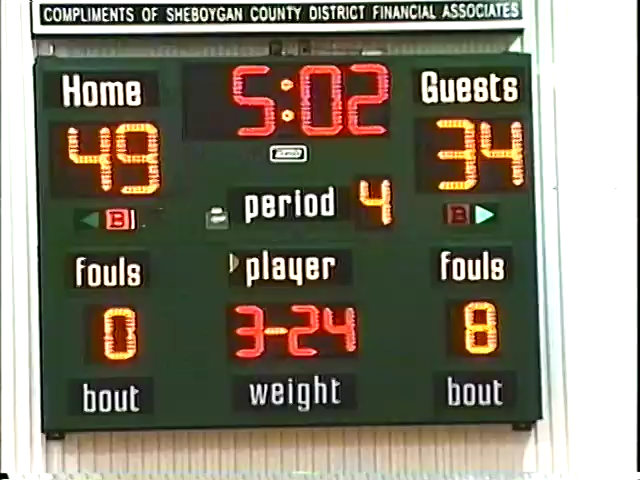 COMPLIMENTS OF SHEBOYGAN COUNTY DISTRICT FINANCIAL ASSOCIATES
Home 5:02 Guests
49 34
period 4
B B
fouls player fouls
0 3-24 8
bout weight bout